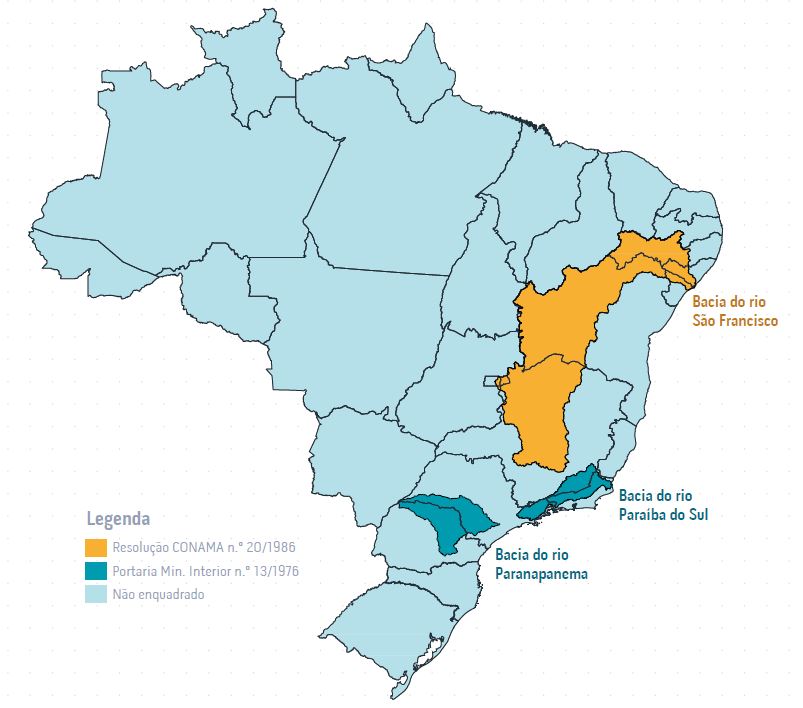 Bacia do rio
São Francisco
Bacia do rio
Paraíba do Sul
Bacia do rio
Paranapanema
Legenda
Resolução CONAMA n.º 20/1986
Portaria Min. Interior n.º 13/1976
Não enquadrado